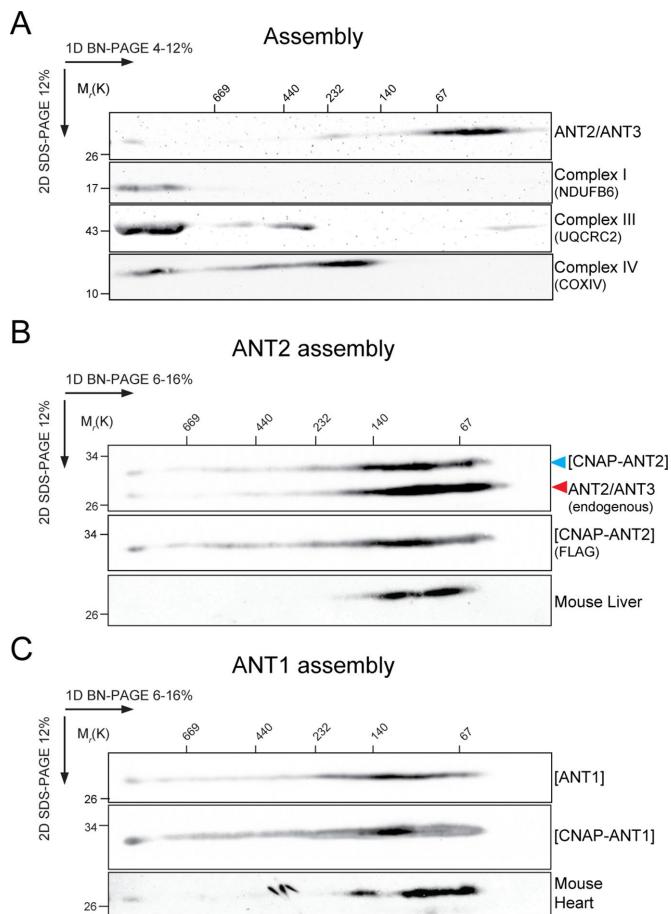 A
Assembly
1D BN-PAGE 4-12%
2D SDS-PAGE 12%
Mr(K)
669
440
232
140
67
ANT2/ANT3
26
Complex I
(NDUFB6)
17
Complex III
(UQCRC2)
43
Complex IV
(COXIV)
10
B
ANT2 assembly
1D BN-PAGE 6-16%
2D SDS-PAGE 12%
Mr(K)
669
440
232
140
67
34
[CNAP-ANT2]
ANT2/ANT3
(endogenous)
26
34
[CNAP-ANT2]
(FLAG)
Mouse Liver
26
C
ANT1 assembly
1D BN-PAGE 6-16%
2D SDS-PAGE 12%
Mr(K)
669
440
232
140
67
[ANT1]
26
34
[CNAP-ANT1]
Mouse
Heart
26